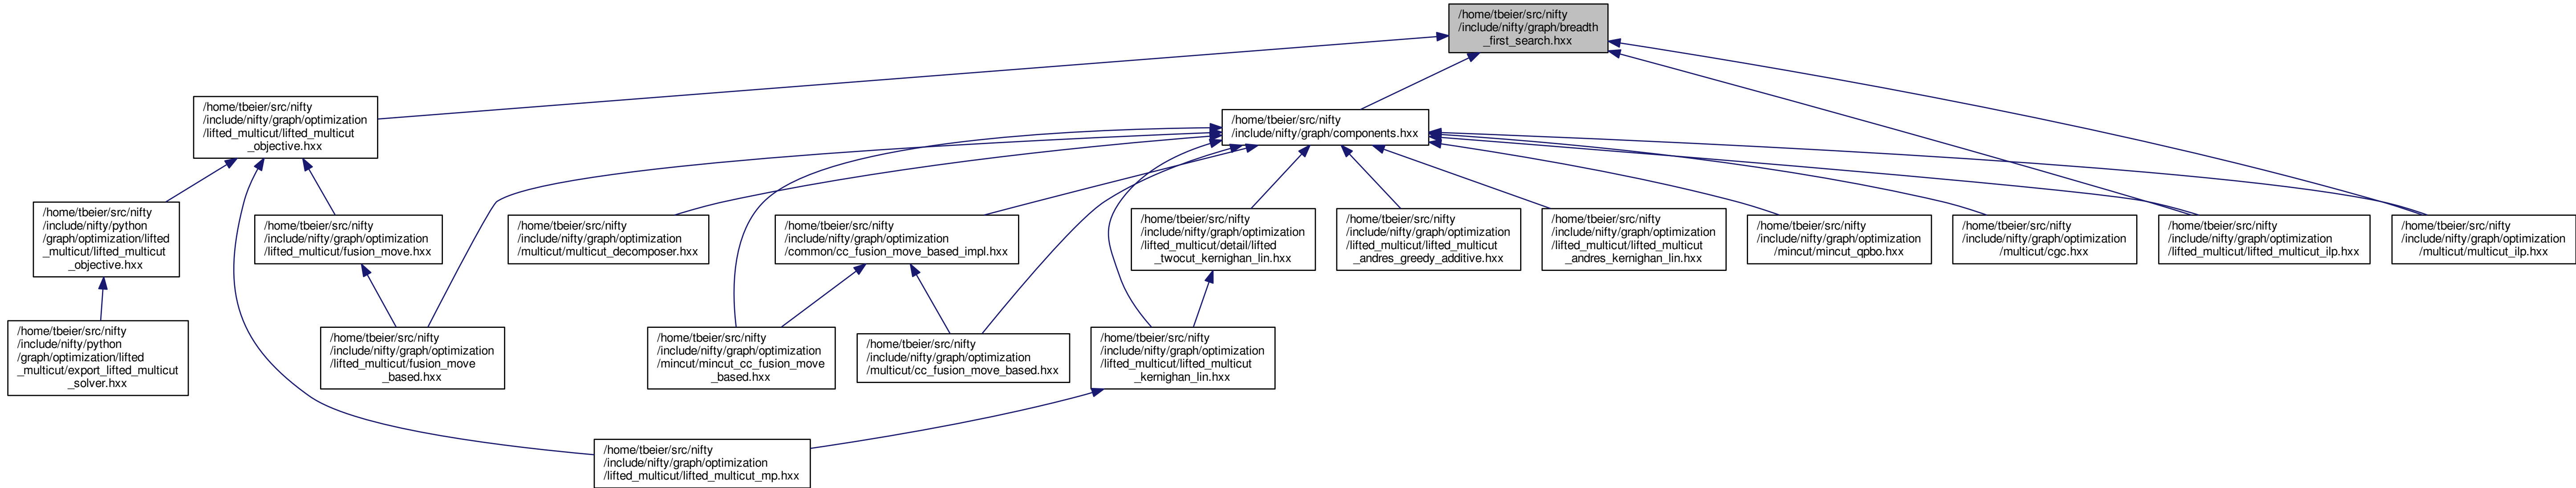 /home/tbeier/src/nifty
/include/nifty/graph/breadth
_first_search.hxx
/home/tbeier/src/nifty
/include/nifty/graph/optimization
/lifted_multicut/lifted_multicut
_objective.hxx
/home/tbeier/src/nifty
/include/nifty/graph/components.hxx
/home/tbeier/src/nifty
/include/nifty/python
/graph/optimization/lifted
_multicut/lifted_multicut
_objective.hxx
/home/tbeier/src/nifty
/include/nifty/graph/optimization
/lifted_multicut/fusion_move.hxx
/home/tbeier/src/nifty
/include/nifty/graph/optimization
/multicut/multicut_decomposer.hxx
/home/tbeier/src/nifty
/include/nifty/graph/optimization
/common/cc_fusion_move_based_impl.hxx
/home/tbeier/src/nifty
/include/nifty/graph/optimization
/lifted_multicut/detail/lifted
_twocut_kernighan_lin.hxx
/home/tbeier/src/nifty
/include/nifty/graph/optimization
/lifted_multicut/lifted_multicut
_andres_greedy_additive.hxx
/home/tbeier/src/nifty
/include/nifty/graph/optimization
/lifted_multicut/lifted_multicut
_andres_kernighan_lin.hxx
/home/tbeier/src/nifty
/include/nifty/graph/optimization
/mincut/mincut_qpbo.hxx
/home/tbeier/src/nifty
/include/nifty/graph/optimization
/multicut/cgc.hxx
/home/tbeier/src/nifty
/include/nifty/graph/optimization
/lifted_multicut/lifted_multicut_ilp.hxx
/home/tbeier/src/nifty
/include/nifty/graph/optimization
/multicut/multicut_ilp.hxx
/home/tbeier/src/nifty
/include/nifty/python
/graph/optimization/lifted
_multicut/export_lifted_multicut
_solver.hxx
/home/tbeier/src/nifty
/include/nifty/graph/optimization
/lifted_multicut/fusion_move
_based.hxx
/home/tbeier/src/nifty
/include/nifty/graph/optimization
/mincut/mincut_cc_fusion_move
_based.hxx
/home/tbeier/src/nifty
/include/nifty/graph/optimization
/multicut/cc_fusion_move_based.hxx
/home/tbeier/src/nifty
/include/nifty/graph/optimization
/lifted_multicut/lifted_multicut
_kernighan_lin.hxx
/home/tbeier/src/nifty
/include/nifty/graph/optimization
/lifted_multicut/lifted_multicut_mp.hxx